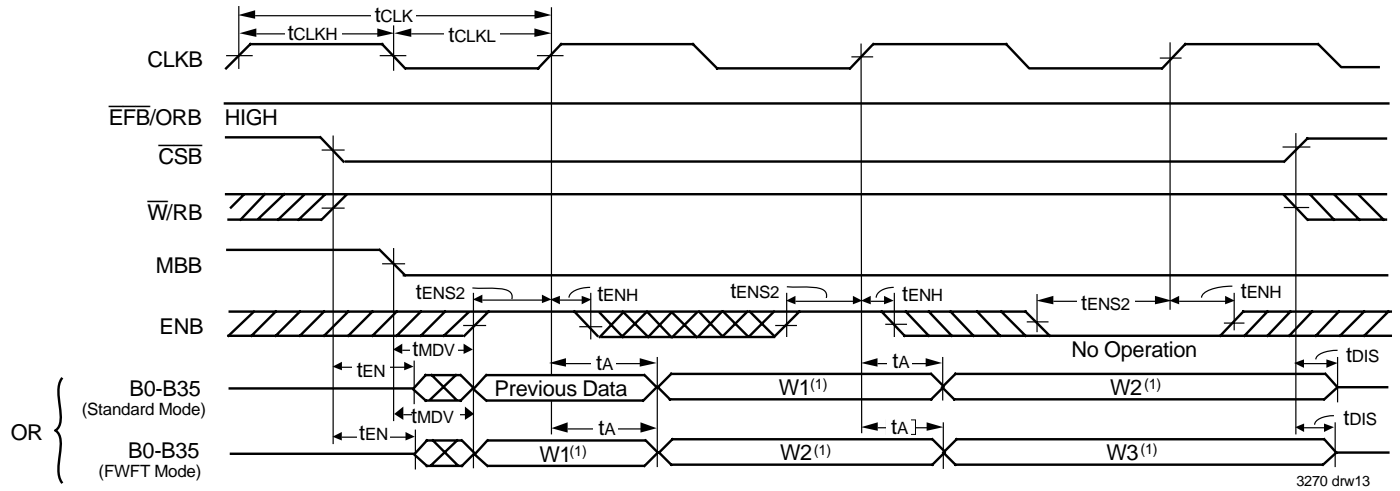 tCLK
tCLKH
tCLKL
CLKB
EFB/ORB
HIGH
CSB
W/RB
MBB
tENS2
tENH
tENS2
tENH
tENS2
tENH
ENB
No Operation
tMDV
tEN
tA
tA
tDIS
B0-B35
(Standard Mode)
Previous Data
W1(1)
W2(1)
OR
tMDV
tEN
tA
tA
tDIS
B0-B35
(FWFT Mode)
W1(1)
W2(1)
W3(1)
3270 drw13